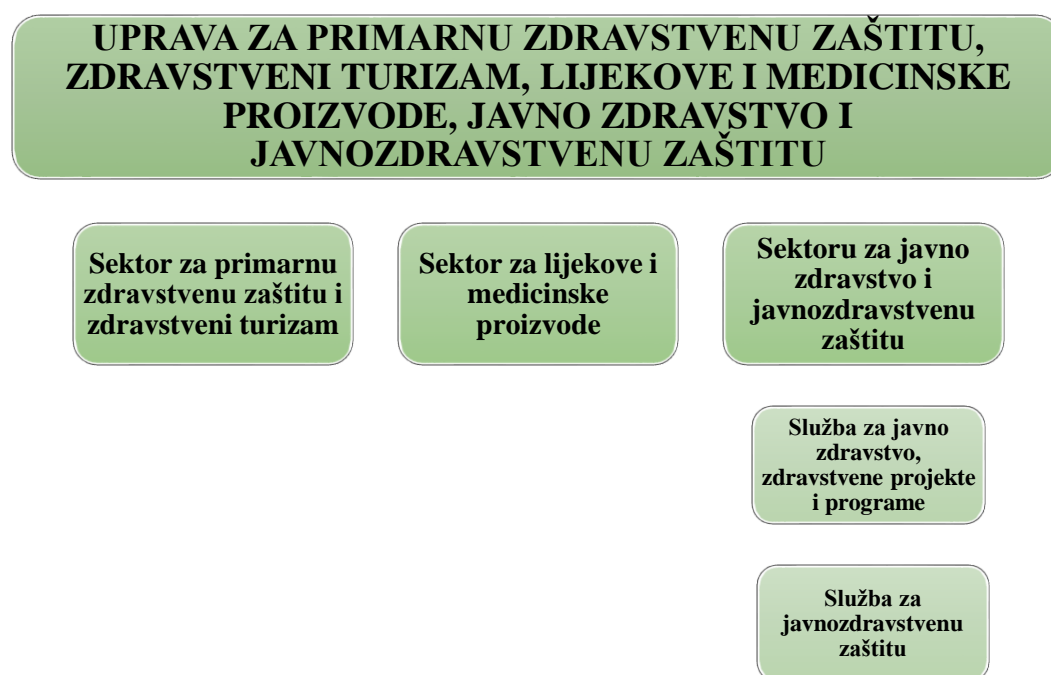 UPRAVA ZA PRIMARNU ZDRAVSTVENU ZAŠTITU,
ZDRAVSTVENI TURIZAM, LIJEKOVE I MEDICINSKE
PROIZVODE, JAVNO ZDRAVSTVO I
JAVNOZDRAVSTVENU ZAŠTITU
Sektor za primarnu
zdravstvenu zaštitu i
zdravstveni turizam
Sektor za lijekove i
medicinske
proizvode
Sektoru za javno
zdravstvo i
javnozdravstvenu
zaštitu
Služba za javno
zdravstvo,
zdravstvene projekte
i programe
Služba za
javnozdravstvenu
zaštitu